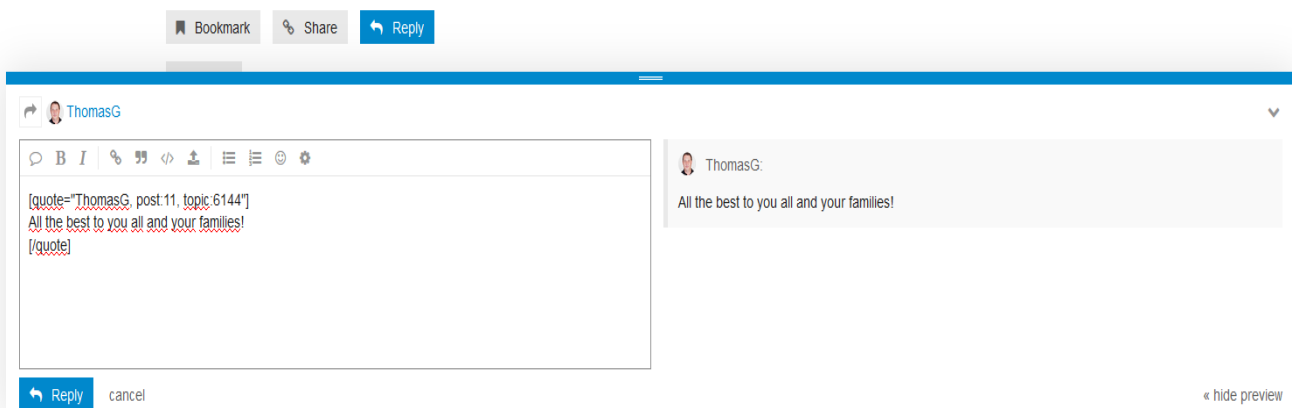 Bookmark Share Reply
ThomasG
B I
[quote="ThomasG, post:11, topic:6144"]
All the best to you all and your families!
[/quote]
ThomasG:
All the best to you all and your families!
Reply cancel
« hide preview